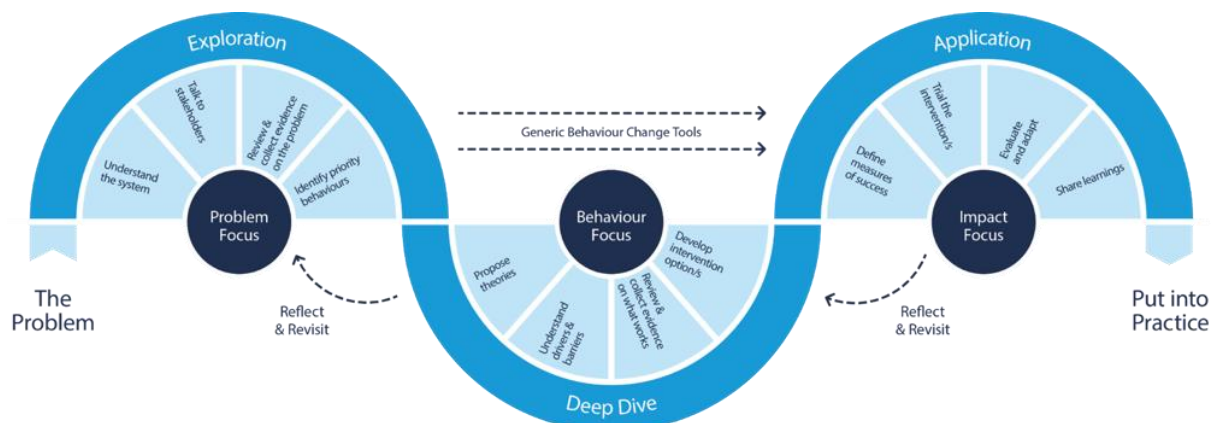 Exploration
Understand
the system
Talk to
stakeholders
Review &
collect evidence
on the problem
Identify priority
behaviours
Problem
Focus
The
Problem
Reflect
& Revisit
Generic Behaviour Change Tools
Behaviour
Focus
Propose
theories
Understand
drivers &
barriers
Review &
collect evidence
on what works
Develop
intervention
option/s
Deep Dive
Application
Define
measures
of success
Trial the
intervention/s
Evaluate
and adapt
Share learnings
Impact
Focus
Reflect
& Revisit
Put into
Practice